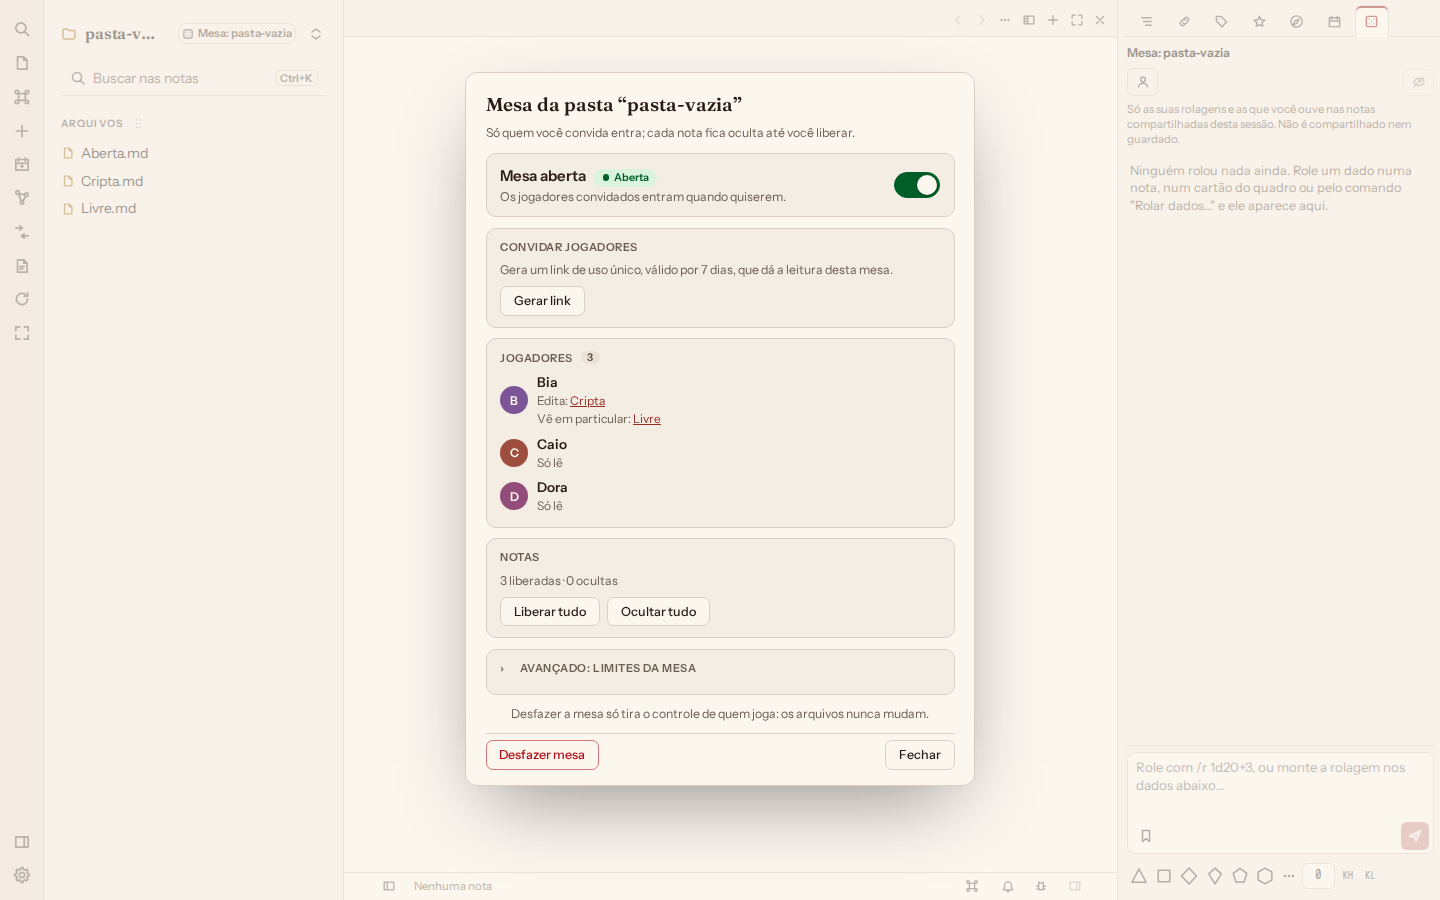 pasta-v...
Mesa: pasta-vazia
Buscar nas notas
Ctrl+K
ARQUIVOS
Aberta.md
Cripta.md
Livre.md
Mesa da pasta “pasta-vazia”
Só quem você convida entra; cada nota fica oculta até você liberar.
Mesa aberta
Aberta
Os jogadores convidados entram quando quiserem.
CONVIDAR JOGADORES
Gera um link de uso único, válido por 7 dias, que dá a leitura desta mesa.
Gerar link
JOGADORES 3
B
Bia
Edita: Cripta
Vê em particular: Livre
C
Caio
Só lê
D
Dora
Só lê
NOTAS
3 liberadas · 0 ocultas
Liberar tudo
Ocultar tudo
› AVANÇADO: LIMITES DA MESA
Desfazer a mesa só tira o controle de quem joga: os arquivos nunca mudam.
Desfazer mesa
Fechar
Nenhuma nota
Mesa: pasta-vazia
Só as suas rolagens e as que você ouve nas notas
compartilhadas desta sessão. Não é compartilhado nem
guardado.
Ninguém rolou nada ainda. Role um dado numa
nota, num cartão do quadro ou pelo comando
"Rolar dados…" e ele aparece aqui.
Role com /r 1d20+3, ou monte a rolagem nos
dados abaixo…
0
KH
KL